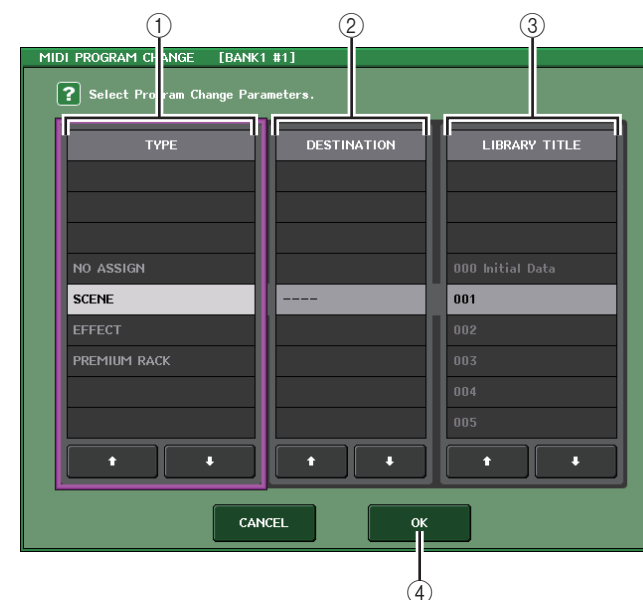 ① ② ③
MIDI PROGRAM CHANGE [BANK1 #1]
? Select Program Change Parameters.
TYPE DESTINATION LIBRARY TITLE
NO ASSIGN 000 Initial Data
SCENE ---- 001
EFFECT 002
PREMIUM RACK 003
004
005
CANCEL OK
④